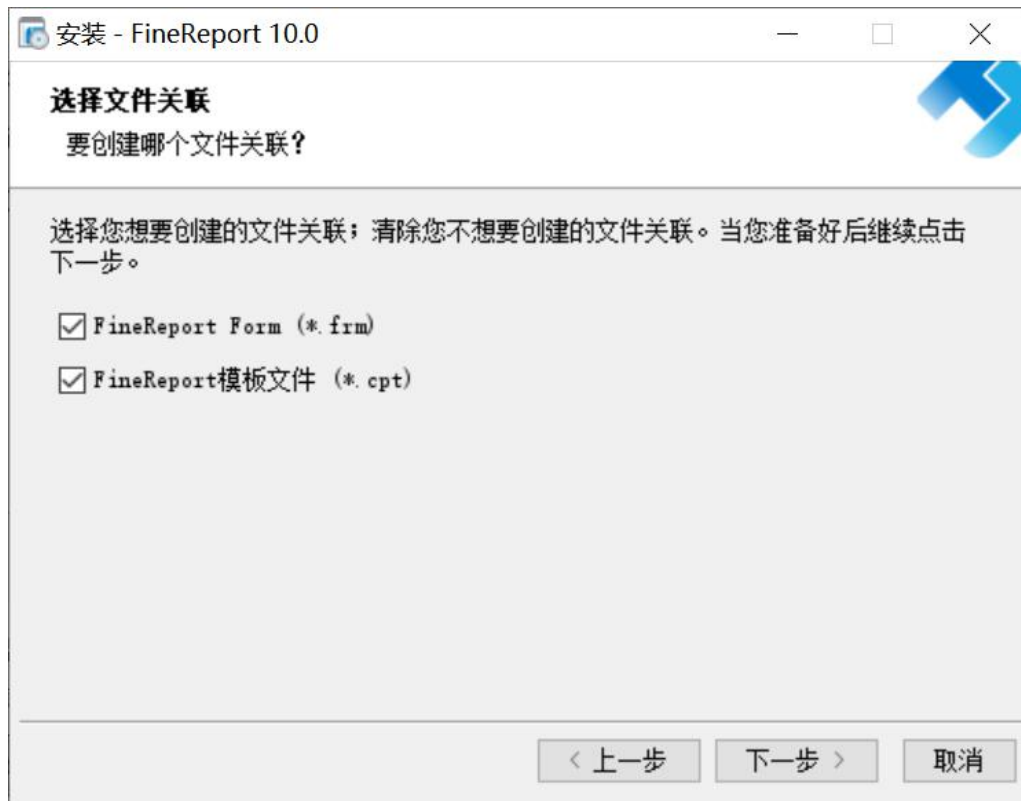 安装 - FineReport 10.0
选择文件关联
要创建哪个文件关联?
选择您想要创建的文件关联；清除您不想要创建的文件关联。当您准备好后继续点击
下一步。
FineReport Form (*.frm)
FineReport模板文件 (*.cpt)
< 上一步 下一步 > 取消